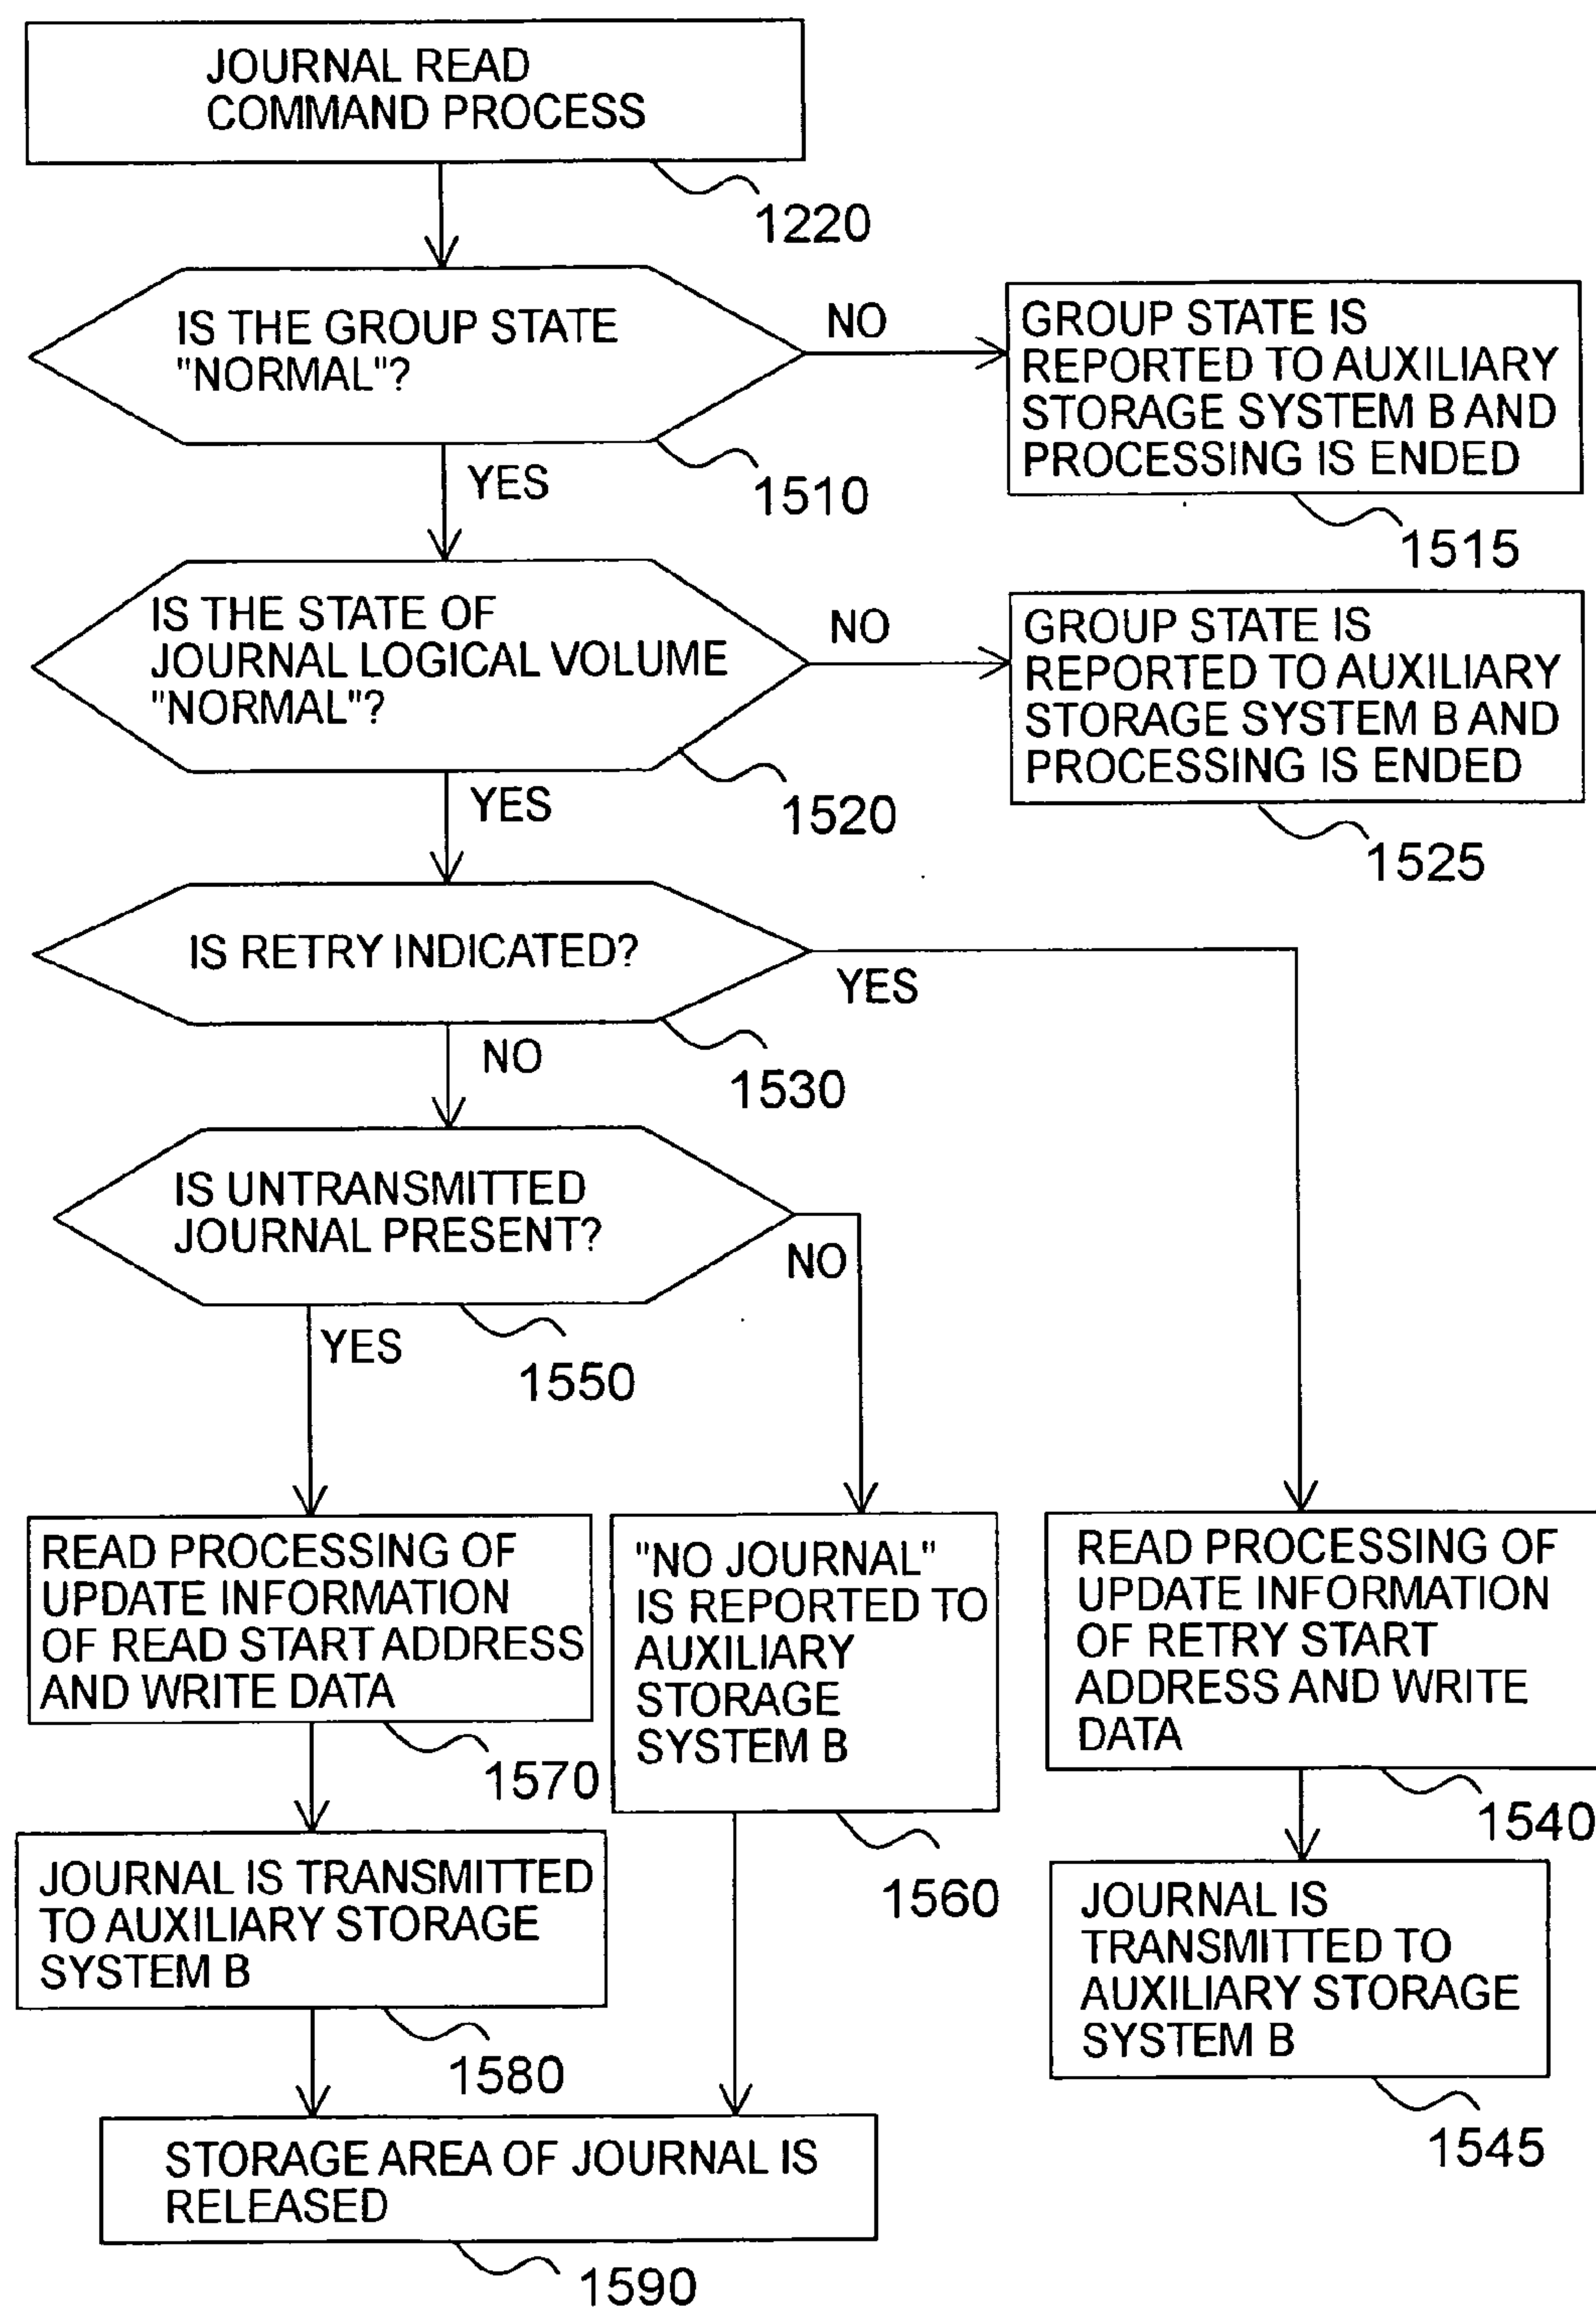 JOURNAL READ
COMMAND PROCESS
1220
IS THE GROUP STATE
"NORMAL"?
NO
GROUP STATE IS
REPORTED TO AUXILIARY
STORAGE SYSTEM B AND
PROCESSING IS ENDED
YES
1510
1515
IS THE STATE OF
JOURNAL LOGICAL VOLUME
"NORMAL"?
NO
GROUP STATE IS
REPORTED TO AUXILIARY
STORAGE SYSTEM B AND
PROCESSING IS ENDED
YES
1520
1525
IS RETRY INDICATED?
YES
NO
1530
IS UNTRANSMITTED
JOURNAL PRESENT?
NO
YES
1550
READ PROCESSING OF
UPDATE INFORMATION
OF READ START ADDRESS
AND WRITE DATA
1570
"NO JOURNAL"
IS REPORTED TO
AUXILIARY
STORAGE
SYSTEM B
1560
READ PROCESSING OF
UPDATE INFORMATION
OF RETRY START
ADDRESS AND WRITE
DATA
1540
JOURNAL IS TRANSMITTED
TO AUXILIARY STORAGE
SYSTEM B
1580
JOURNAL IS
TRANSMITTED TO
AUXILIARY STORAGE
SYSTEM B
1545
STORAGE AREA OF JOURNAL IS
RELEASED
1590